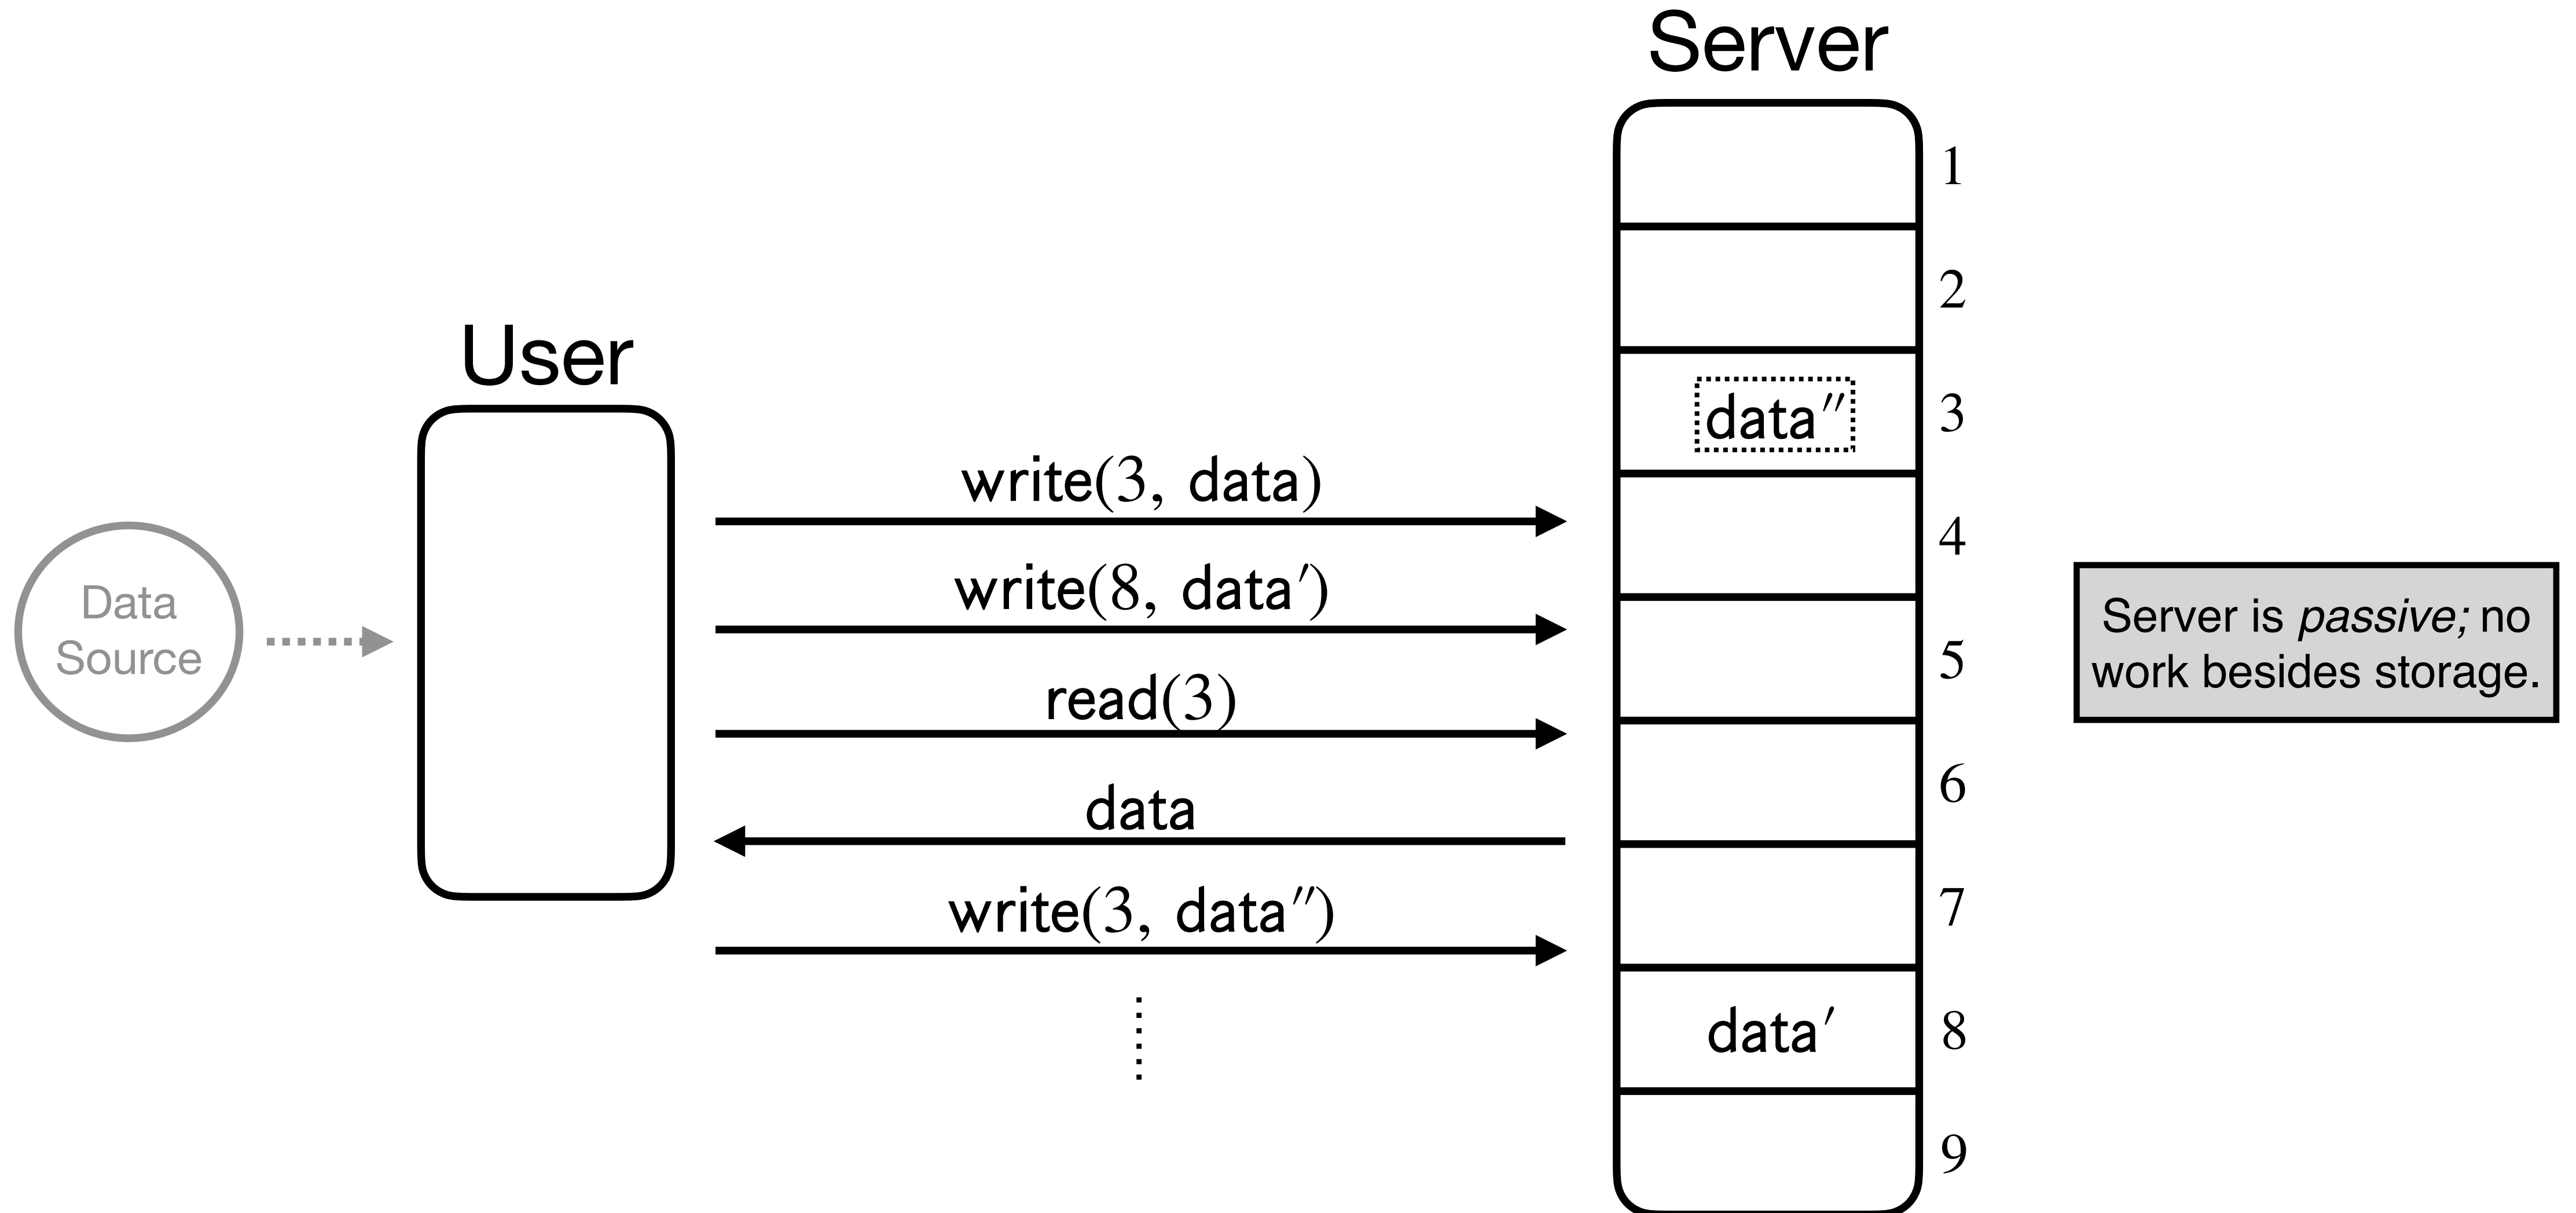 Server
1
2
User
data″
3
write(3, data)
4
write(8, data′)
Data
Source
Server is passive; no
work besides storage.
5
read(3)
6
data
7
write(3, data″)
data′
8
9